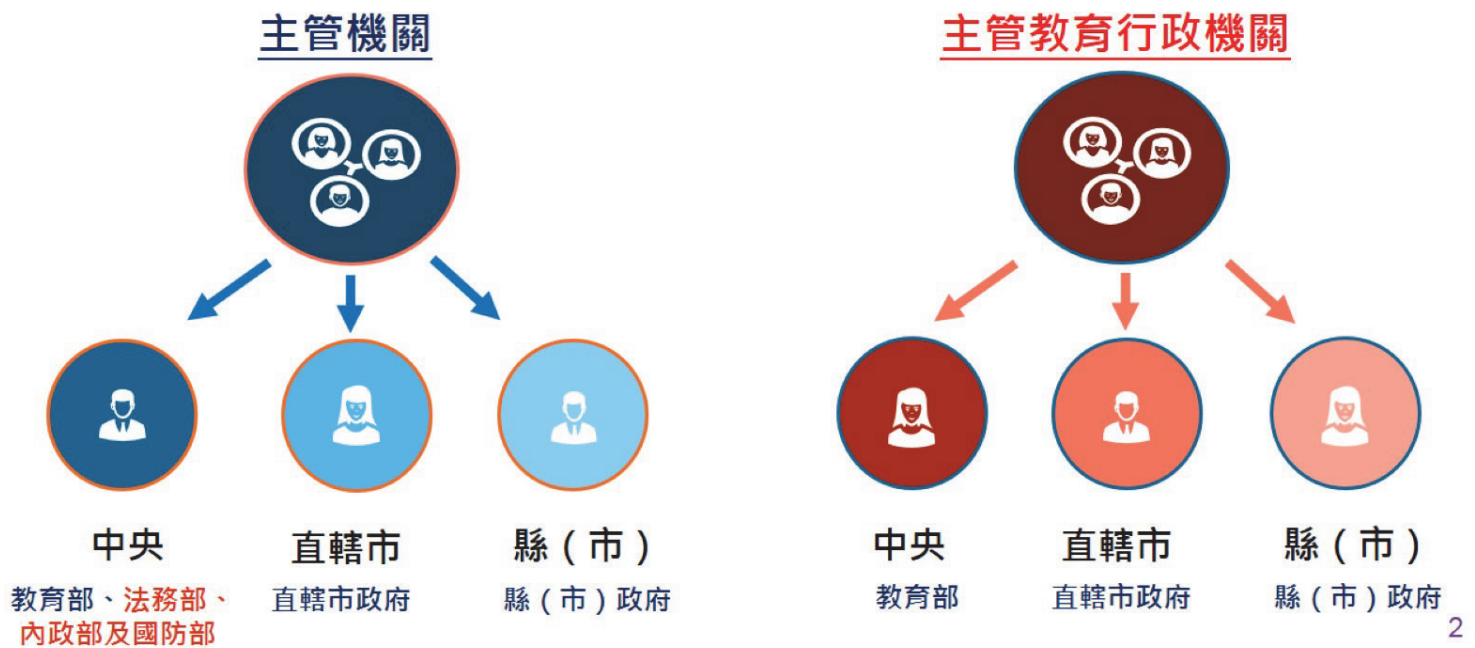 主管機關
中央
教育部、法務部、
內政部及國防部
直轄市
直轄市政府
縣（市）
縣（市）政府
主管教育行政機關
中央
教育部
直轄市
直轄市政府
縣（市）
縣（市）政府
2